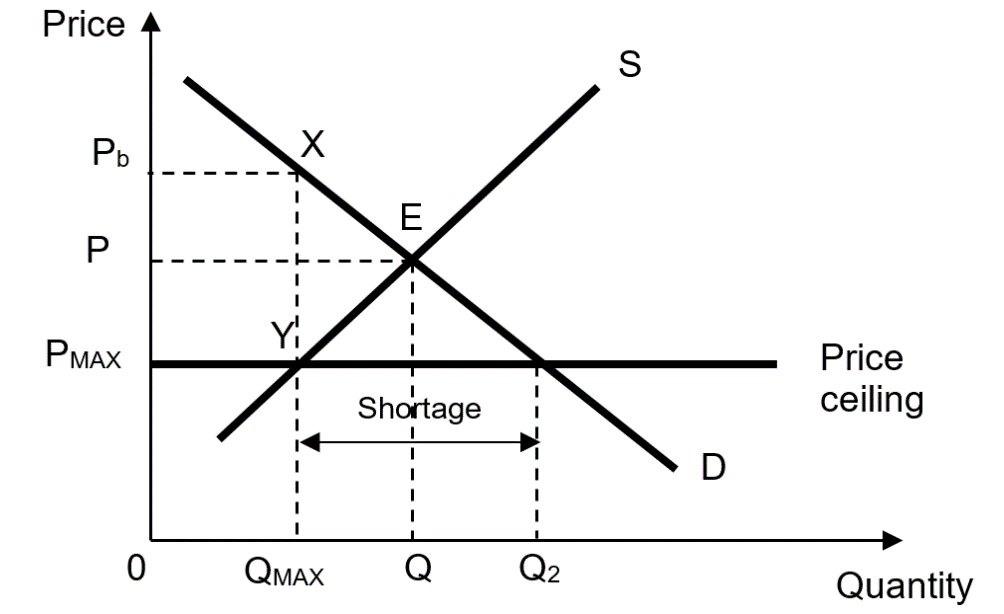 Price
S
X
Pb
E
P
Y
PMAX
Price
ceiling
Shortage
D
0
QMAX
Q
Q2
Quantity